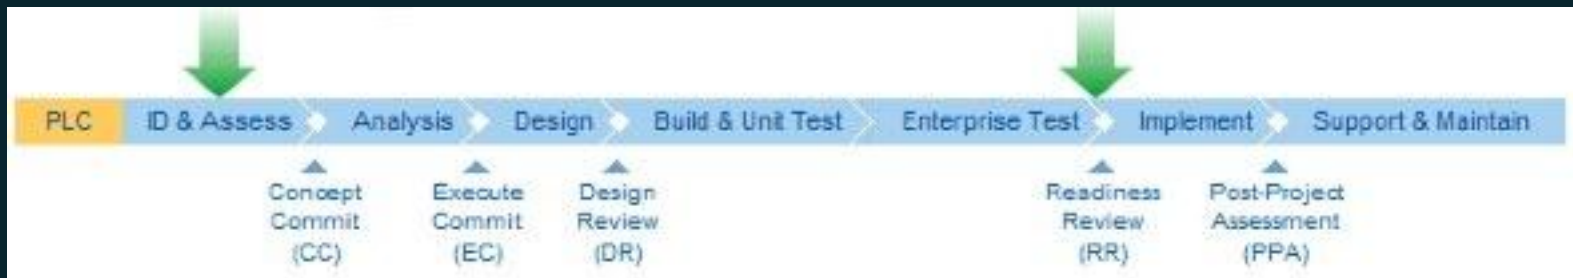 PLC ID & Assess Analysis Design Build & Unit Test Enterprise Test Implement Support & Maintain
Concept
Commit
(CC)
Execute
Commit
(EC)
Design
Review
(DR)
Readiness
Review
(RR)
Post-Project
Assessment
(PPA)